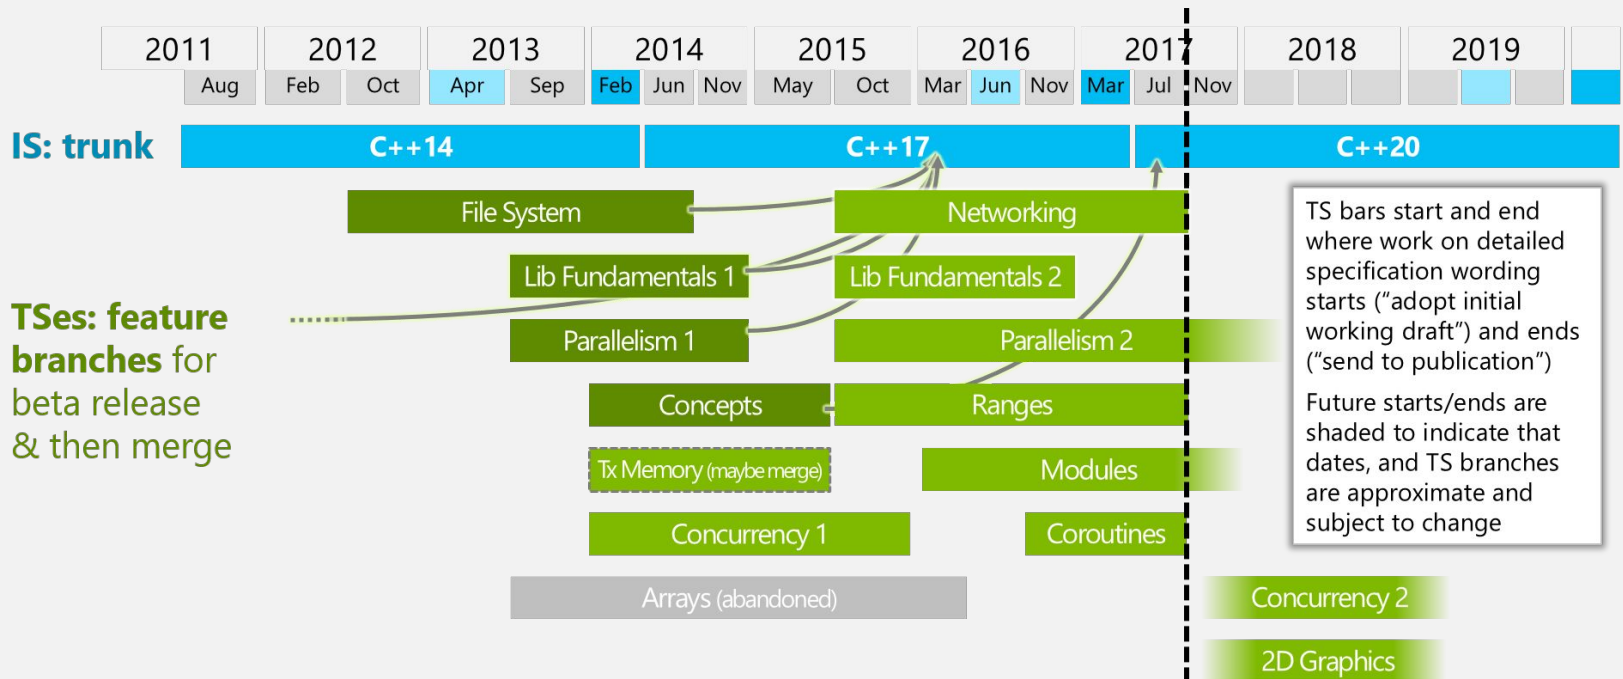 2011 2012 2013 2014 2015 2016 2017 2018 2019
Aug Feb Oct Apr Sep Feb Jun Nov May Oct Mar Jun Nov Mar Jul Nov
IS: trunk C++14 C++17 C++20
File System Networking
Lib Fundamentals 1 Lib Fundamentals 2
Parallelism 1 Parallelism 2
Concepts Ranges
Tx Memory (maybe merge) Modules
Concurrency 1 Coroutines
Arrays (abandoned) Concurrency 2
2D Graphics
TSes: feature
branches for
beta release
& then merge
TS bars start and end
where work on detailed
specification wording
starts (“adopt initial
working draft”) and ends
(“send to publication”)
Future starts/ends are
shaded to indicate that
dates, and TS branches
are approximate and
subject to change